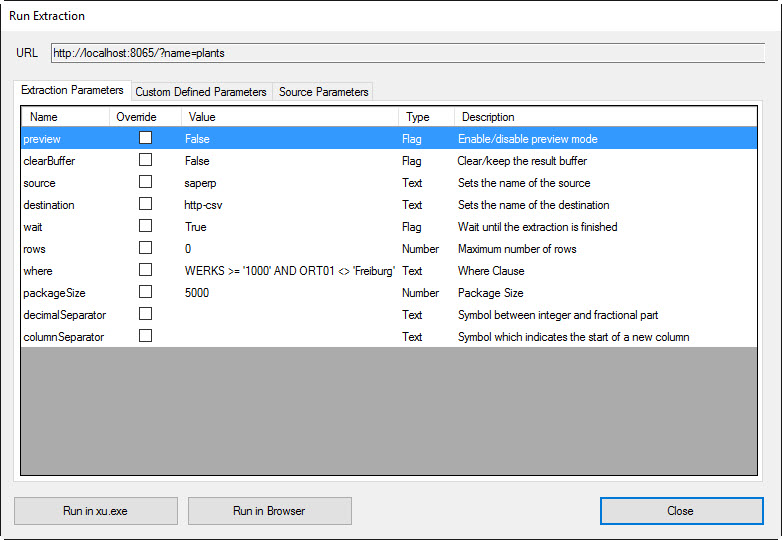 Run Extraction
URL http://localhost:8065/?name=plants
Extraction Parameters Custom Defined Parameters Source Parameters
Name Override Value Type Description
preview False Flag Enable/disable preview mode
clearBuffer False Flag Clear/keep the result buffer
source saperp Text Sets the name of the source
destination http-csv Text Sets the name of the destination
wait True Flag Wait until the extraction is finished
rows 0 Number Maximum number of rows
where WERKS >= '1000' AND ORT01 <> 'Freiburg' Text Where Clause
packageSize 5000 Number Package Size
decimalSeparator Text Symbol between integer and fractional part
columnSeparator Text Symbol which indicates the start of a new column
Run in xu.exe Run in Browser Close